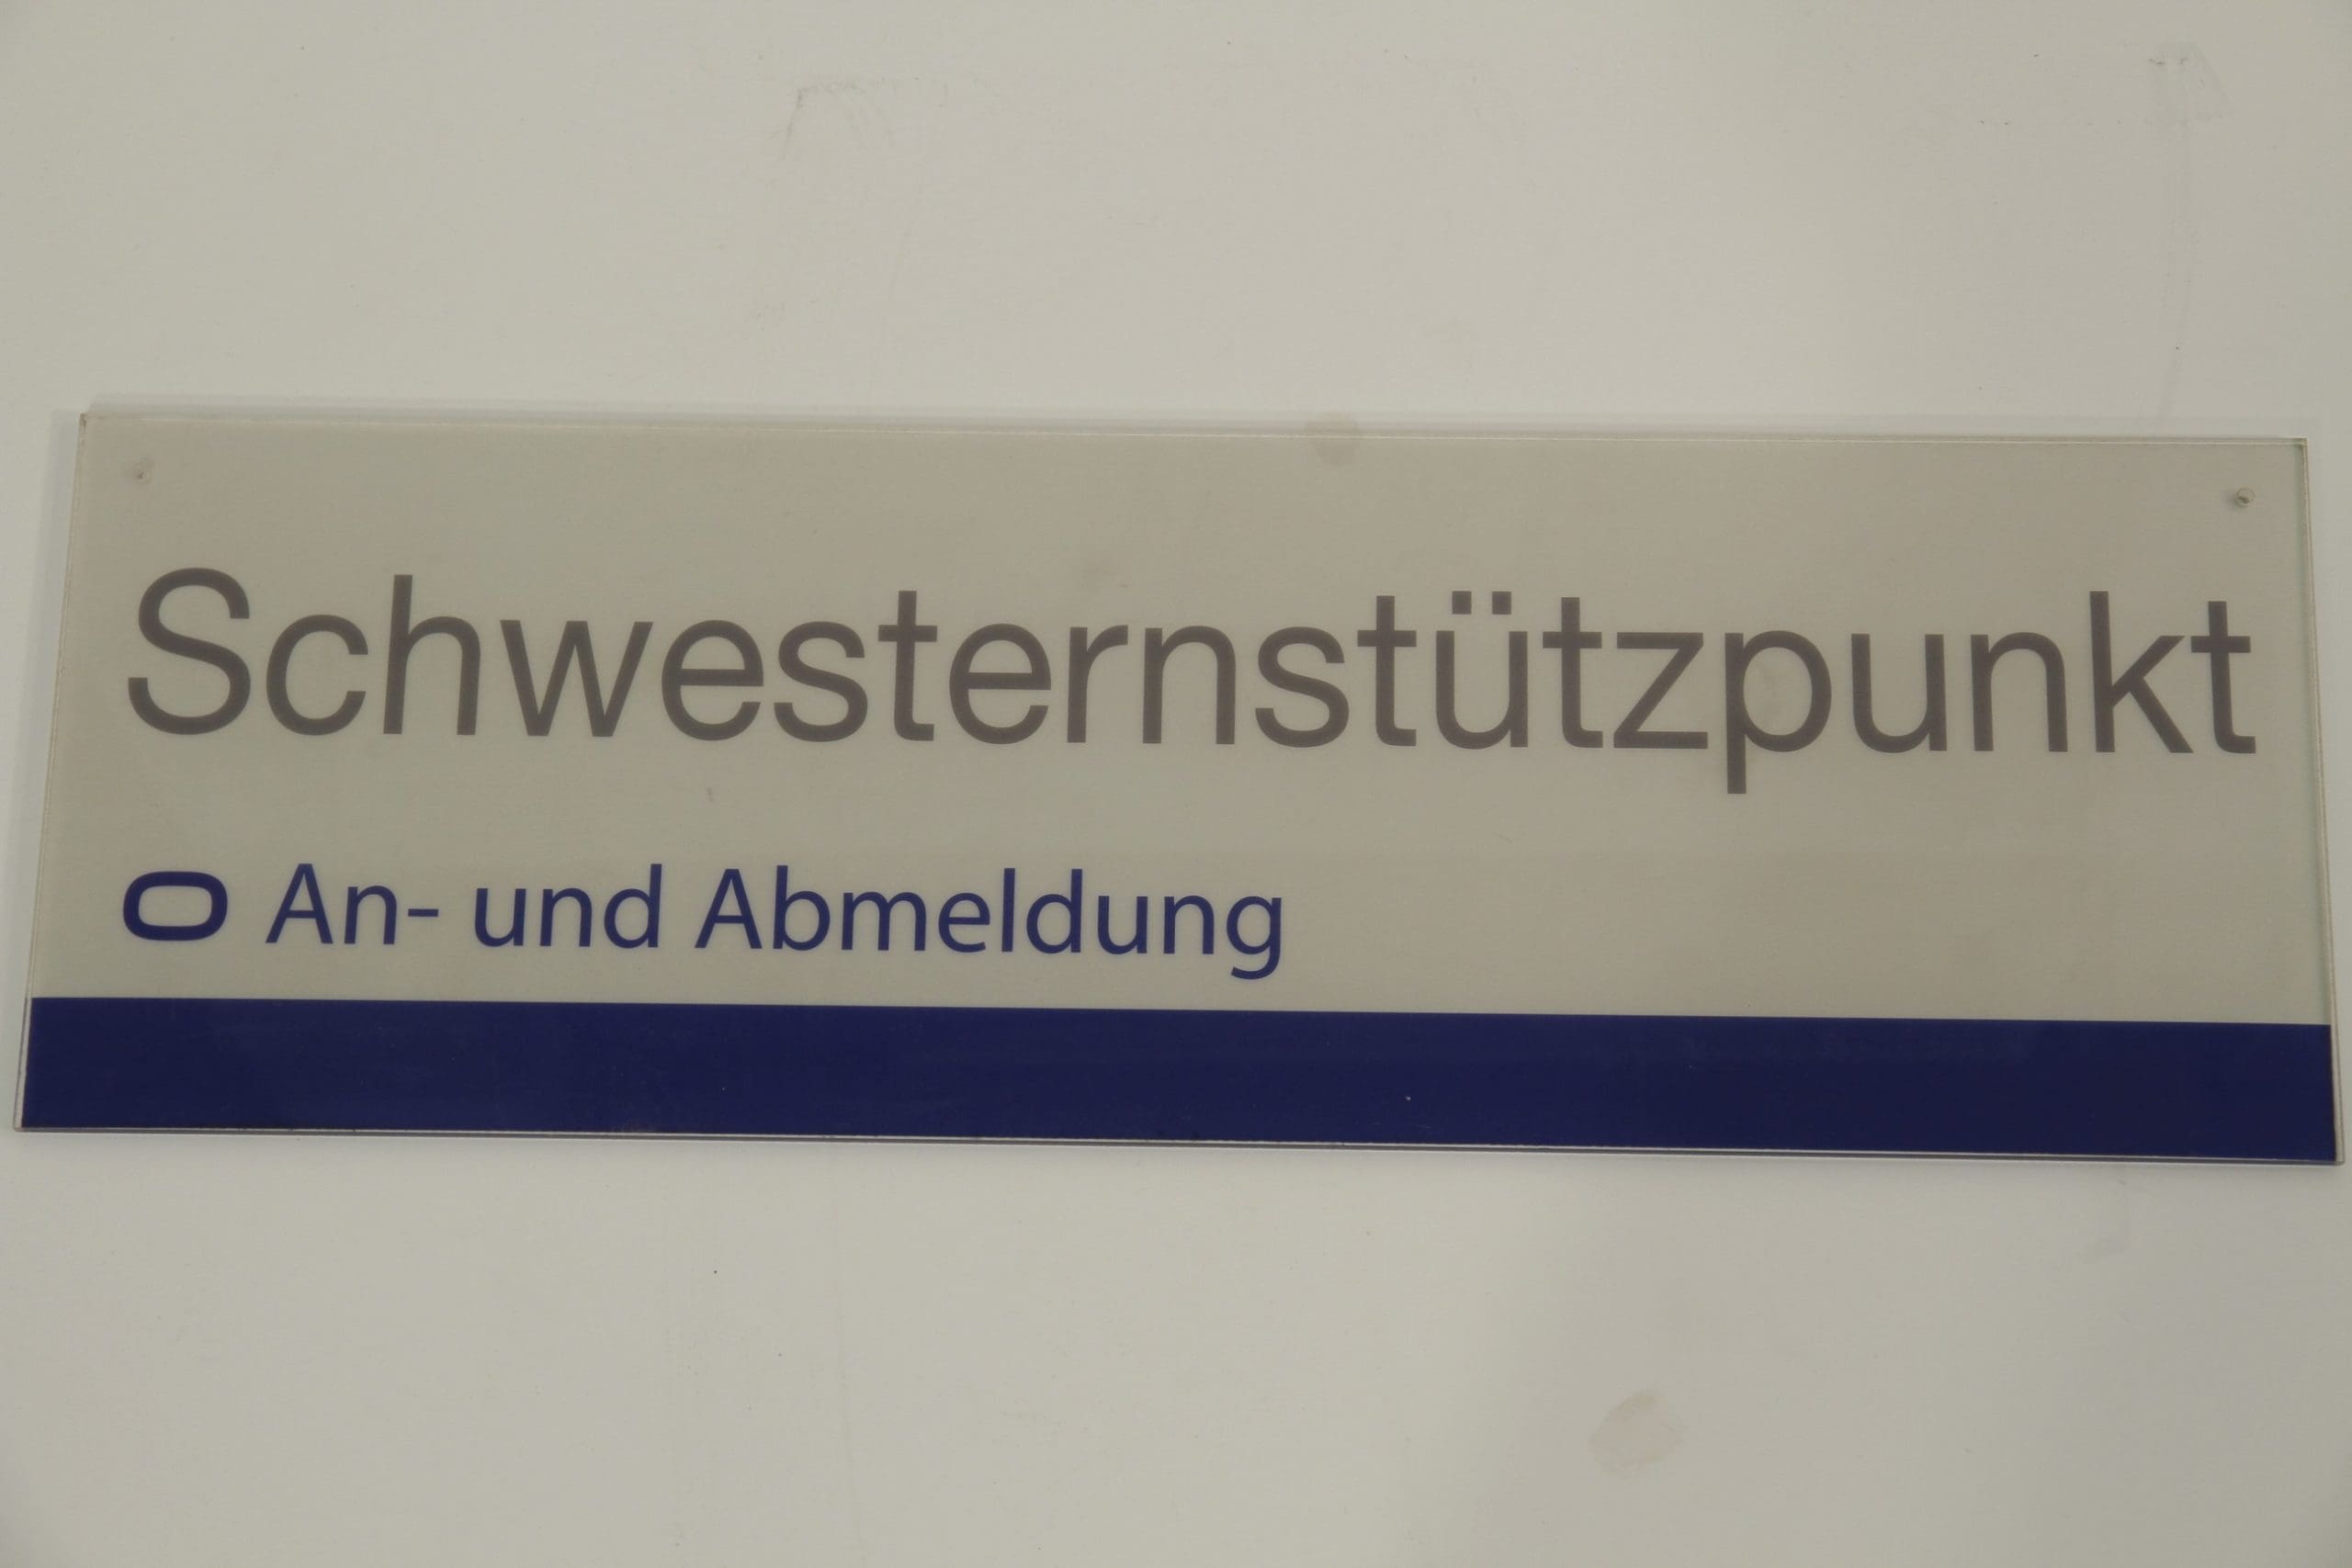 Schwesternstützpunkt
An- und Abmeldung